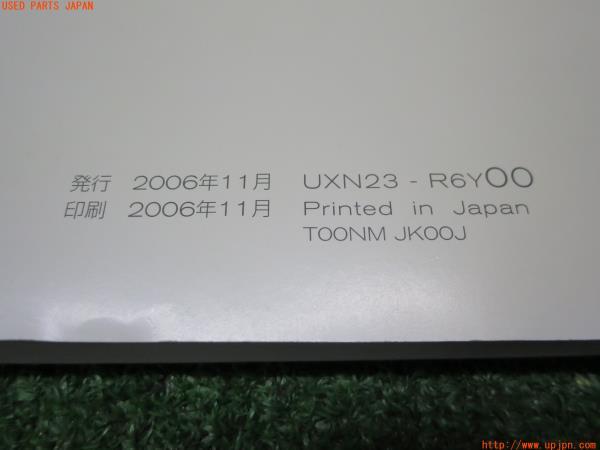 USED PARTS JAPAN
発行 2006年11月 UXN23 - R6Y00
印刷 2006年11月 Printed in Japan
T00NM JK00J
http://www.upjpn.com/